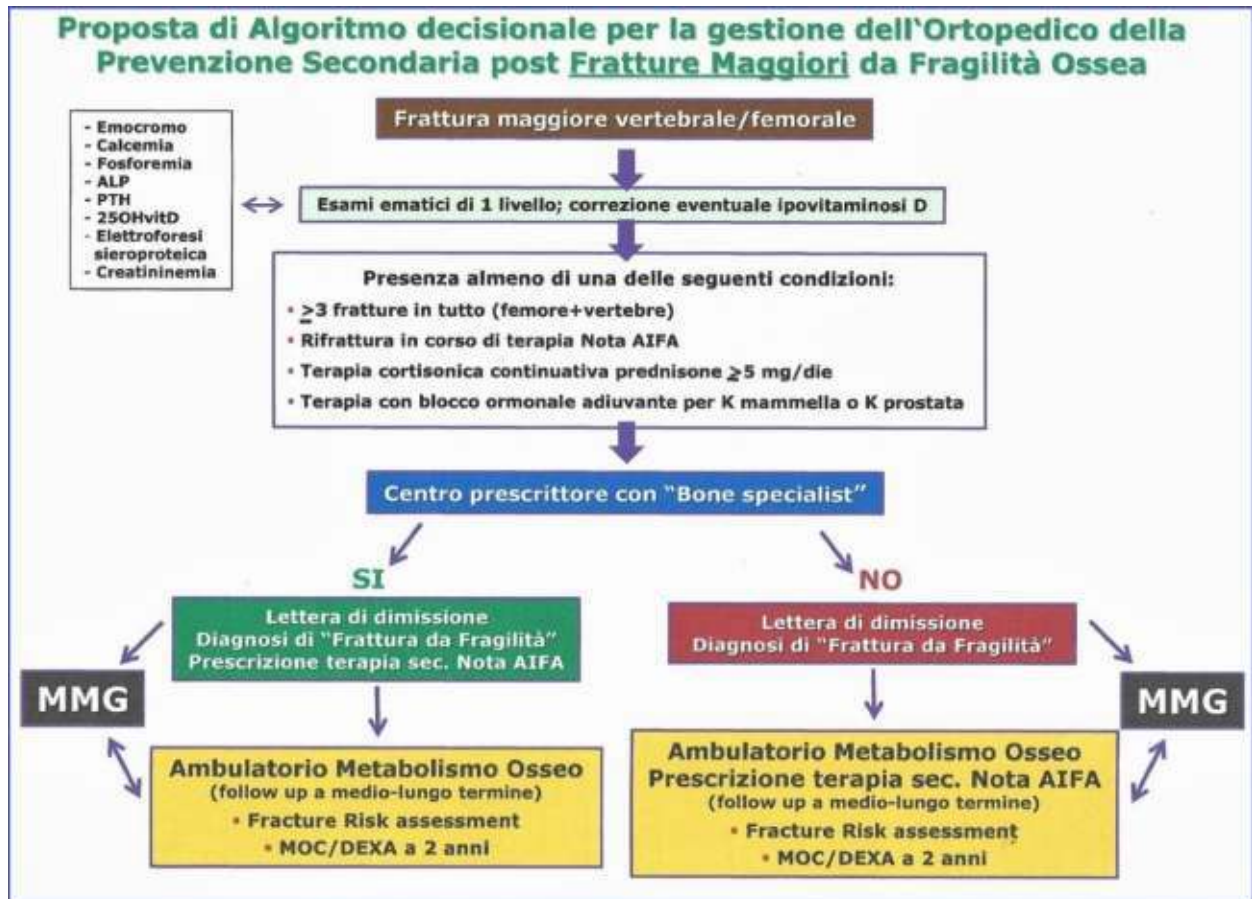 Proposta di Algoritmo decisionale per la gestione dell'Ortopedico della
Prevenzione Secondaria post Fratture Maggiori da Fragilità Ossea
Frattura maggiore vertebrale/femorale
- Emocromo
- Calcemia
- Fosforemia
- ALP
- PTH
- 25OHvitD
- Elettroforesi
sieroproteica
- Creatininemia
Esami ematici di 1 livello; correzione eventuale ipovitaminosi D
Presenza almeno di una delle seguenti condizioni:
• ≥3 fratture in tutto (femore+vertebre)
• Rifrattura in corso di terapia Nota AIFA
• Terapia cortisonica continuativa prednisone ≥5 mg/die
• Terapia con blocco ormonale adiuvante per K mammella o K prostata
Centro prescrittore con "Bone specialist"
SI
Lettera di dimissione
Diagnosi di "Frattura da Fragilità"
Prescrizione terapia sec. Nota AIFA
MMG
Ambulatorio Metabolismo Osseo
(follow up a medio-lungo termine)
• Fracture Risk assessment
• MOC/DEXA a 2 anni
NO
Lettera di dimissione
Diagnosi di "Frattura da Fragilità"
MMG
Ambulatorio Metabolismo Osseo
Prescrizione terapia sec. Nota AIFA
(follow up a medio-lungo termine)
• Fracture Risk assessment
• MOC/DEXA a 2 anni